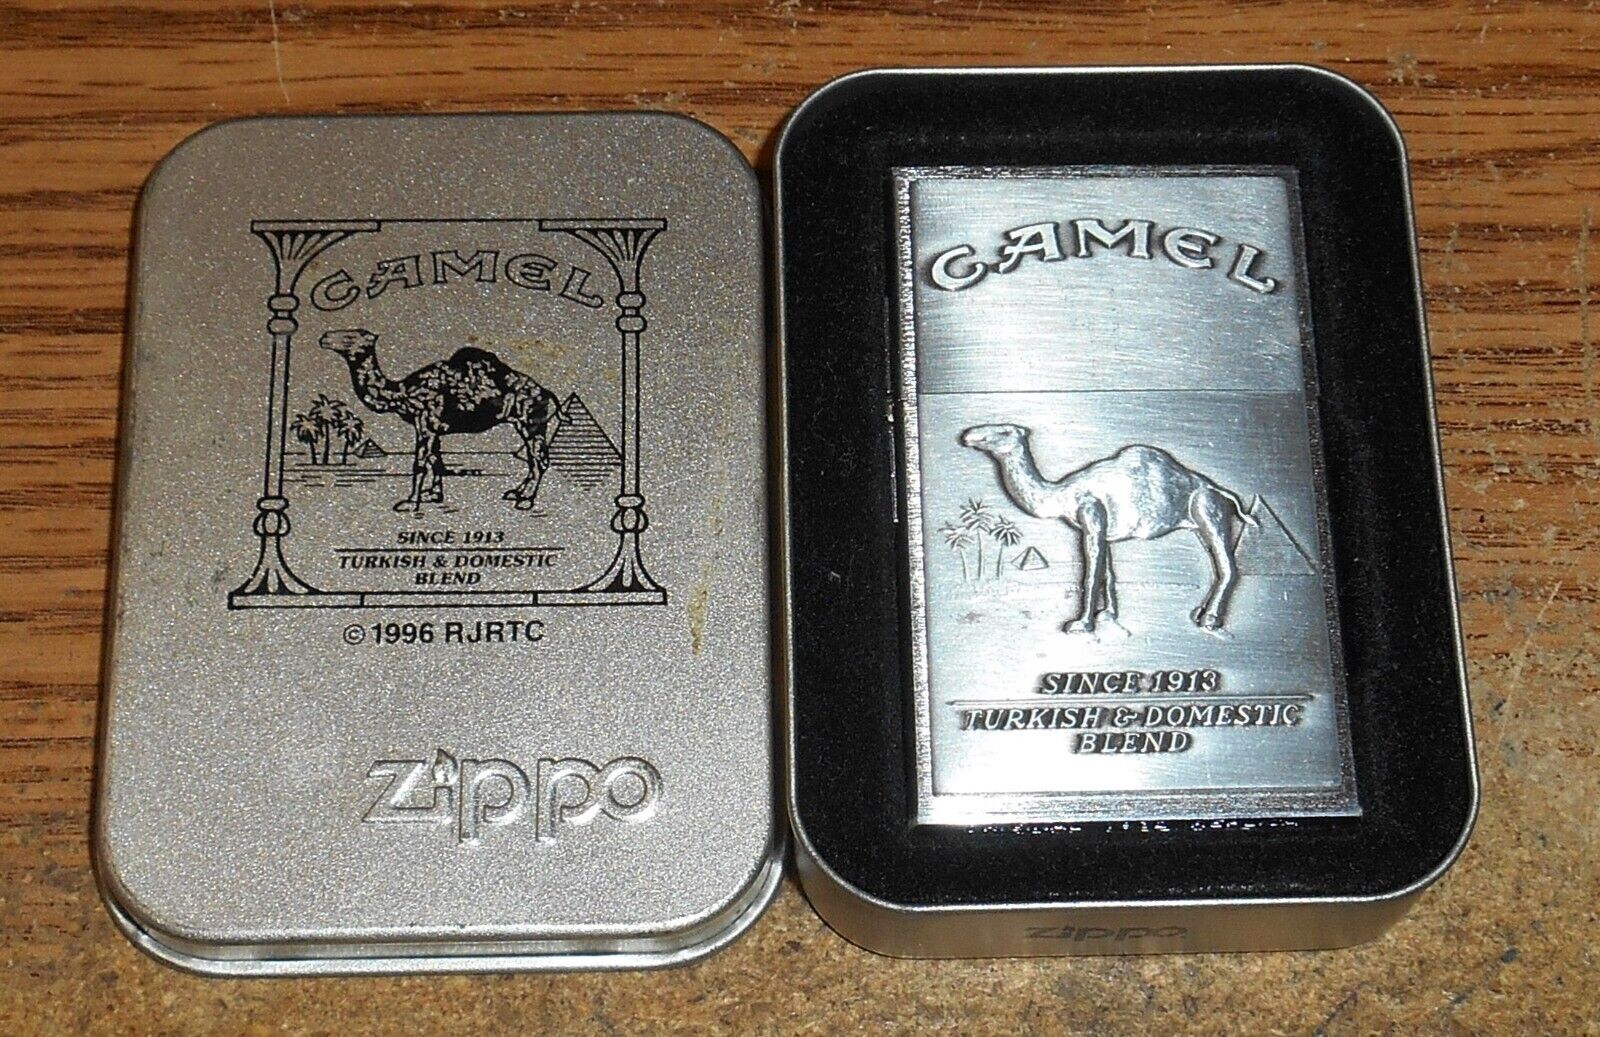 CAMEL
SINCE 1913
TURKISH & DOMESTIC
BLEND
© 1996 RJRTC
zippo
CAMEL
SINCE 1913
TURKISH & DOMESTIC
BLEND
zippo